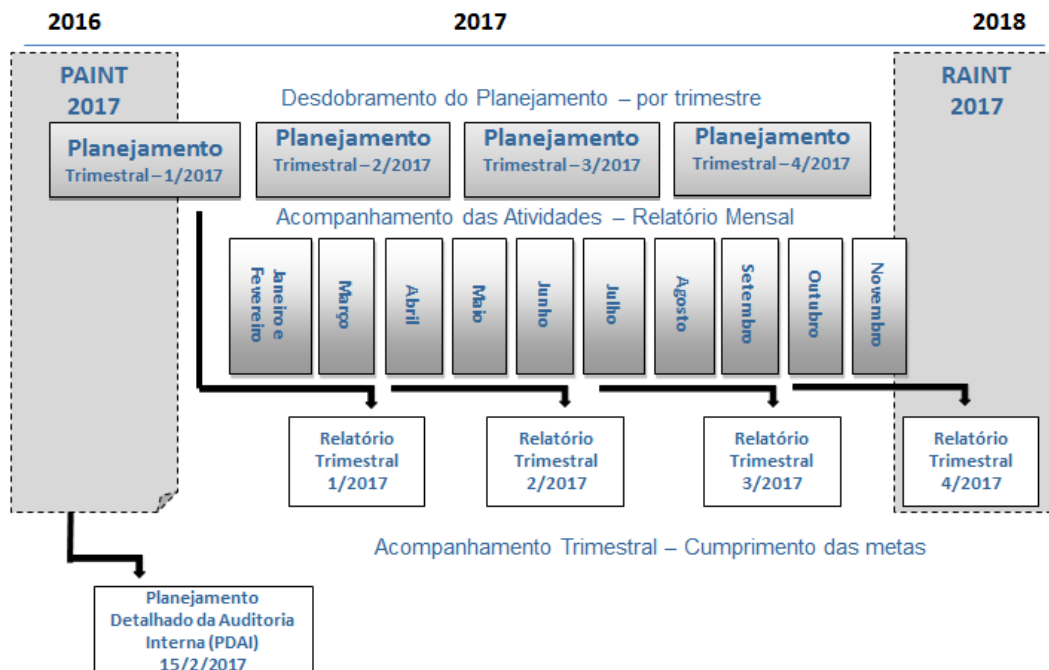 2016
2017
2018
PAINT
2017
RAINT
2017
Desdobramento do Planejamento – por trimestre
Planejamento
Trimestral – 1/2017
Planejamento
Trimestral – 2/2017
Planejamento
Trimestral – 3/2017
Planejamento
Trimestral – 4/2017
Acompanhamento das Atividades – Relatório Mensal
Janeiro e
Fevereiro
Março
Abril
Maio
Junho
Julho
Agosto
Setembro
Outubro
Novembro
Relatório
Trimestral
1/2017
Relatório
Trimestral
2/2017
Relatório
Trimestral
3/2017
Relatório
Trimestral
4/2017
Acompanhamento Trimestral – Cumprimento das metas
Planejamento
Detalhado da Auditoria
Interna (PDAI)
15/2/2017